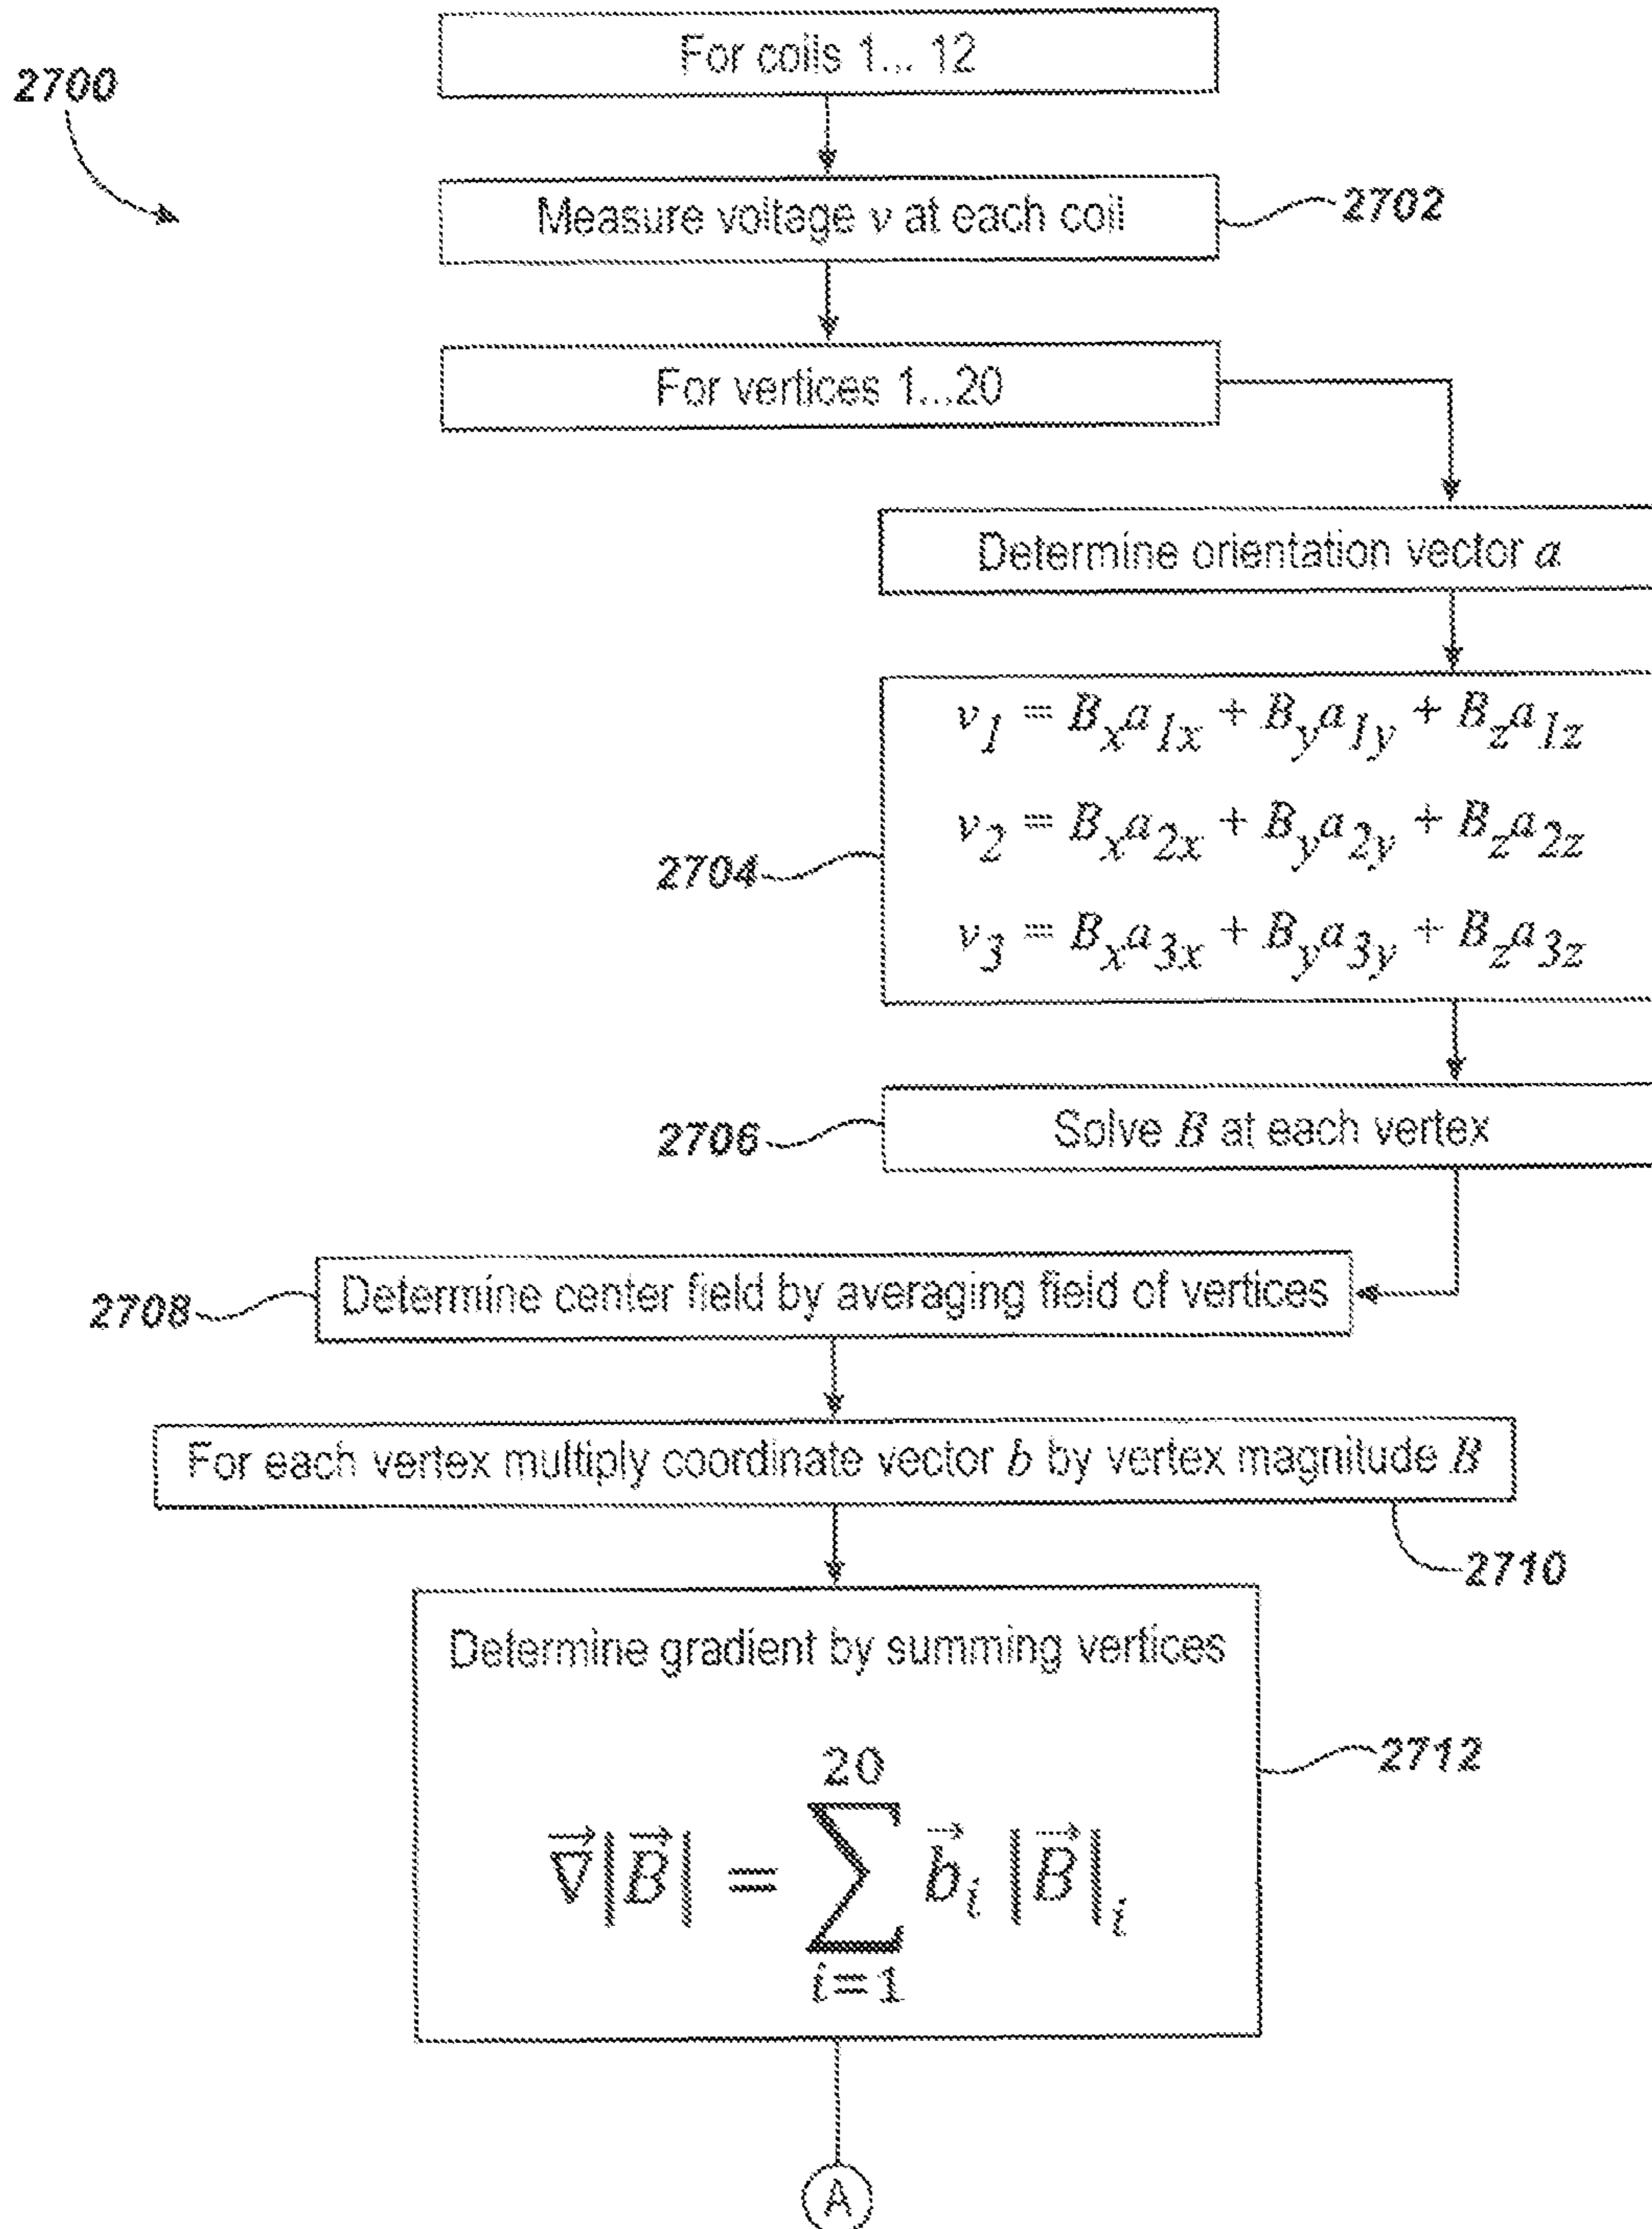 For coils 1... 12
2700
Measure voltage v at each coil
2702
For vertices 1...20
Determine orientation vector a
v1 = Bxa1x + Bya1y + Bza1z
v2 = Bxa2x + Bya2y + Bza2z
2704
v3 = Bxa3x + Bya3y + Bza3z
2706
Solve B at each vertex
2708
Determine center field by averaging field of vertices
For each vertex multiply coordinate vector b by vertex magnitude B
2710
Determine gradient by summing vertices
2712
20
∇⃗|B⃗| = ∑ b⃗i |B⃗|i
i=1
A